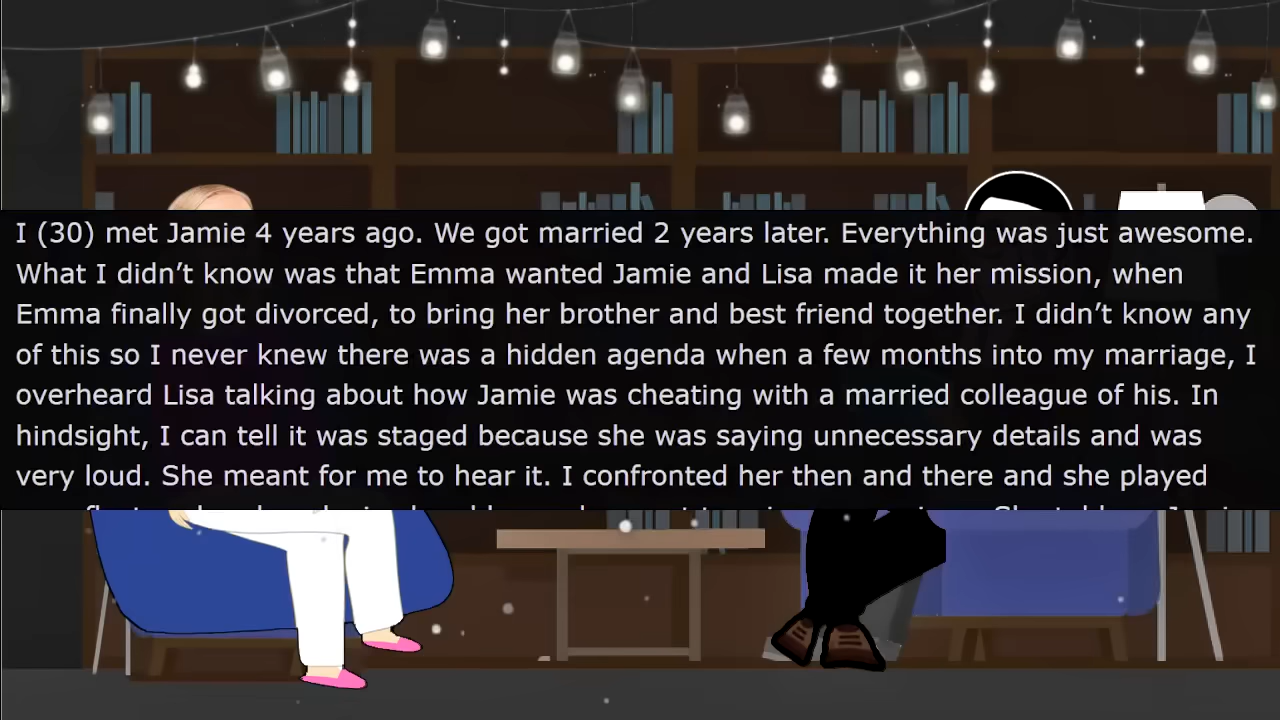 I (30) met Jamie 4 years ago. We got married 2 years later. Everything was just awesome.
What I didn’t know was that Emma wanted Jamie and Lisa made it her mission, when
Emma finally got divorced, to bring her brother and best friend together. I didn’t know any
of this so I never knew there was a hidden agenda when a few months into my marriage, I
overheard Lisa talking about how Jamie was cheating with a married colleague of his. In
hindsight, I can tell it was staged because she was saying unnecessary details and was
very loud. She meant for me to hear it. I confronted her then and there and she played